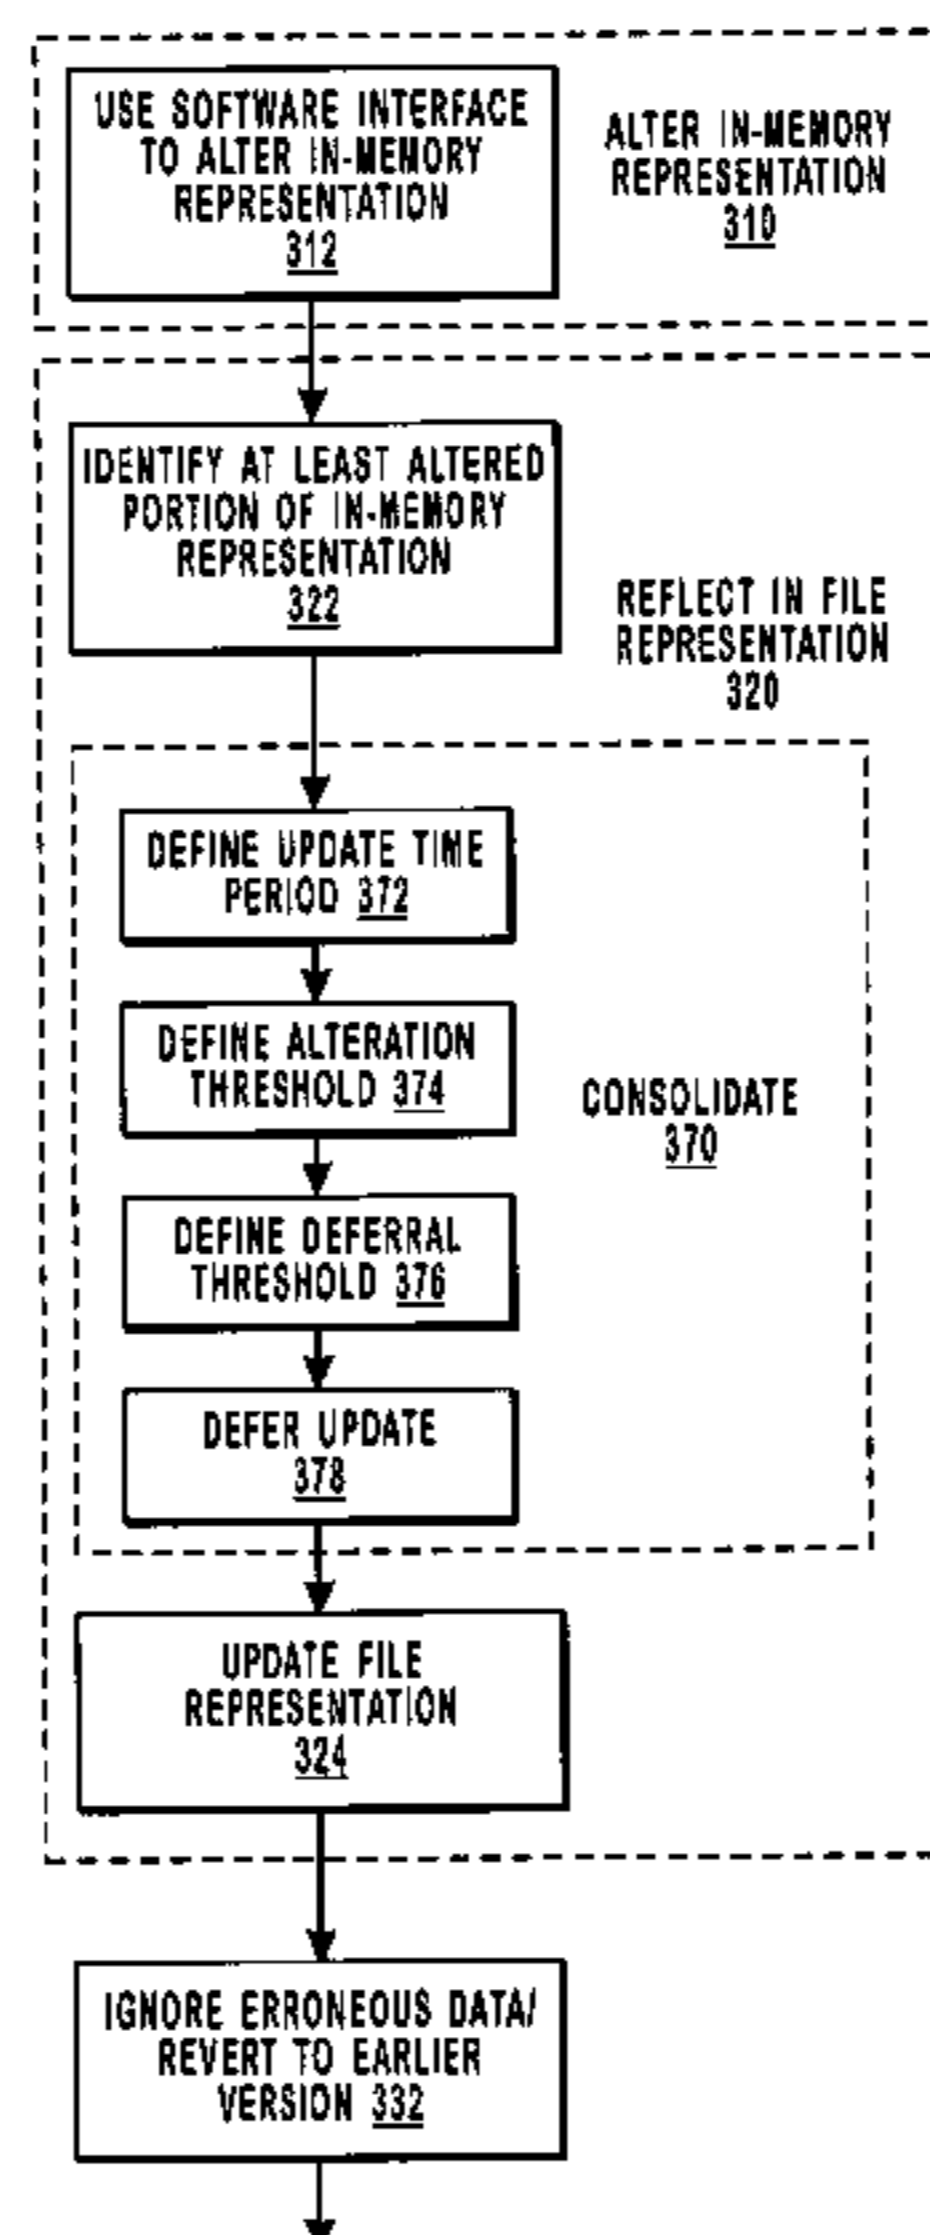 USE SOFTWARE INTERFACE
TO ALTER IN-MEMORY
REPRESENTATION
312
ALTER IN-MEMORY
REPRESENTATION
310
IDENTIFY AT LEAST ALTERED
PORTION OF IN-MEMORY
REPRESENTATION
322
REFLECT IN FILE
REPRESENTATION
320
DEFINE UPDATE TIME
PERIOD 372
DEFINE ALTERATION
THRESHOLD 374
CONSOLIDATE
370
DEFINE DEFERRAL
THRESHOLD 376
DEFER UPDATE
378
UPDATE FILE
REPRESENTATION
324
IGNORE ERRONEOUS DATA/
REVERT TO EARLIER
VERSION 332